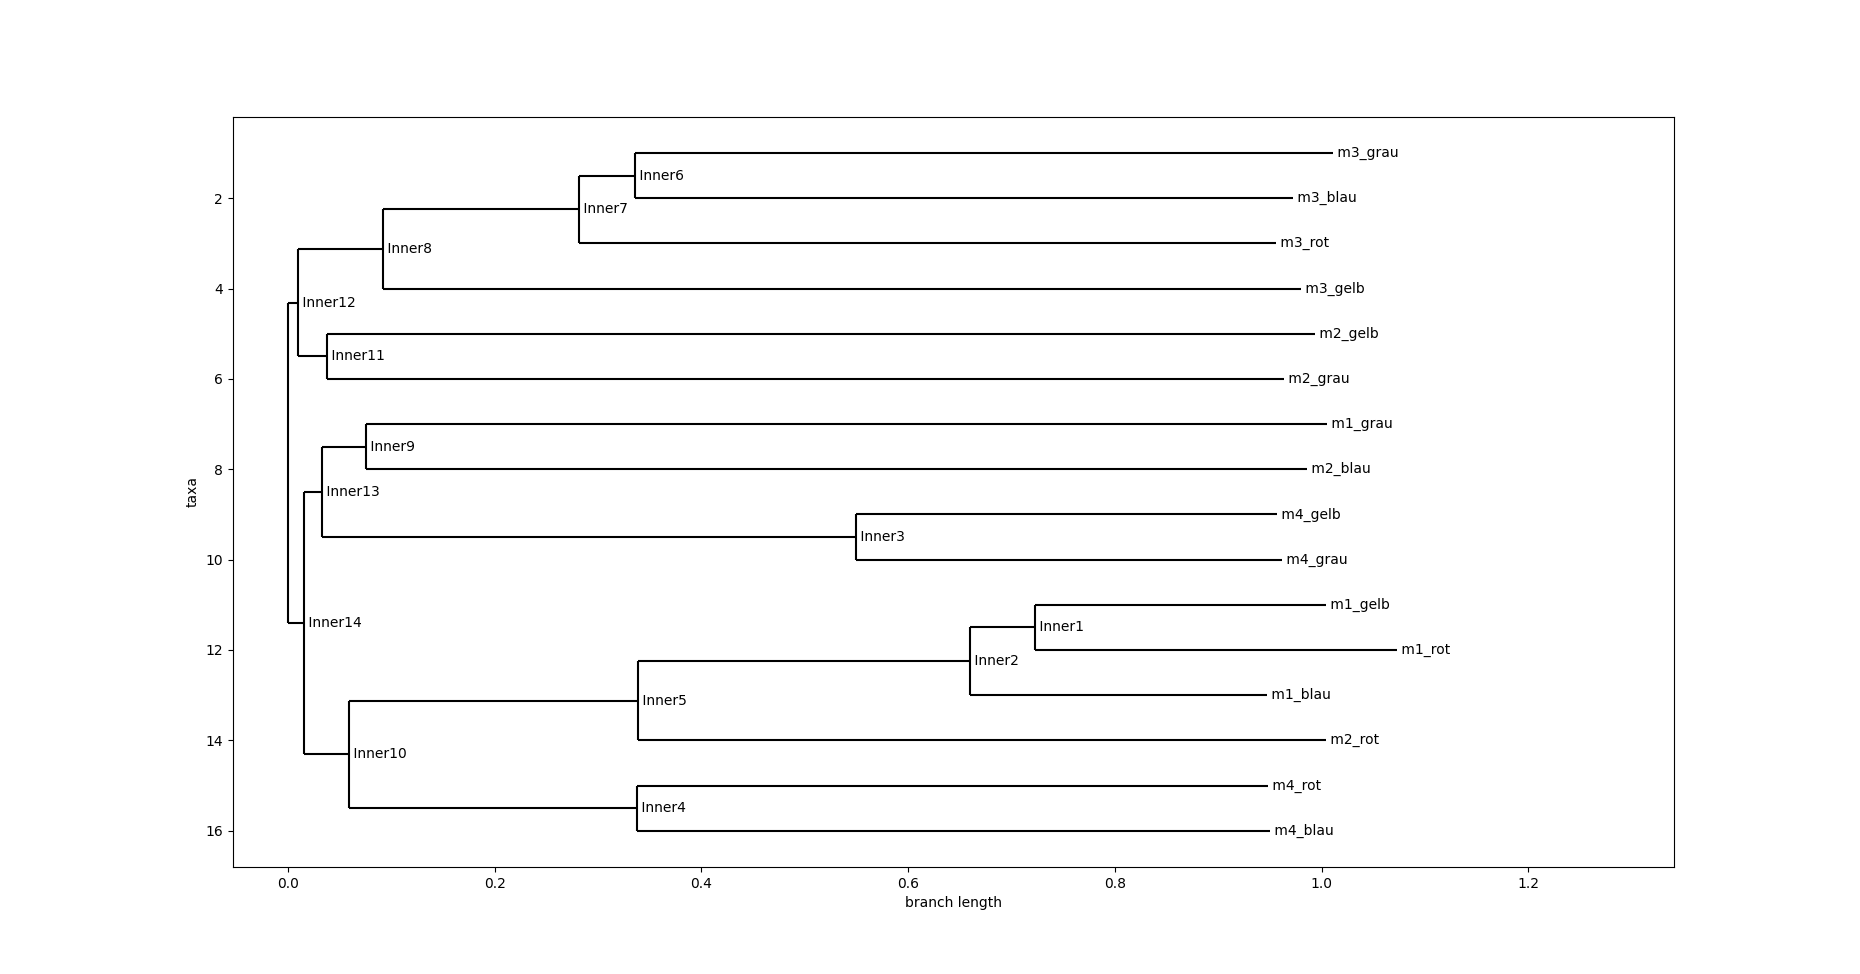 m3_grau
Inner6
2
m3_blau
Inner7
m3_rot
Inner8
4
m3_gelb
Inner12
m2_gelb
Inner11
6
m2_grau
m1_grau
Inner9
8
m2_blau
taxa
Inner13
m4_gelb
Inner3
10
m4_grau
m1_gelb
Inner14
Inner1
12
m1_rot
Inner2
m1_blau
Inner5
14
m2_rot
Inner10
m4_rot
Inner4
16
m4_blau
0.0 0.2 0.4 0.6 0.8 1.0 1.2
branch length